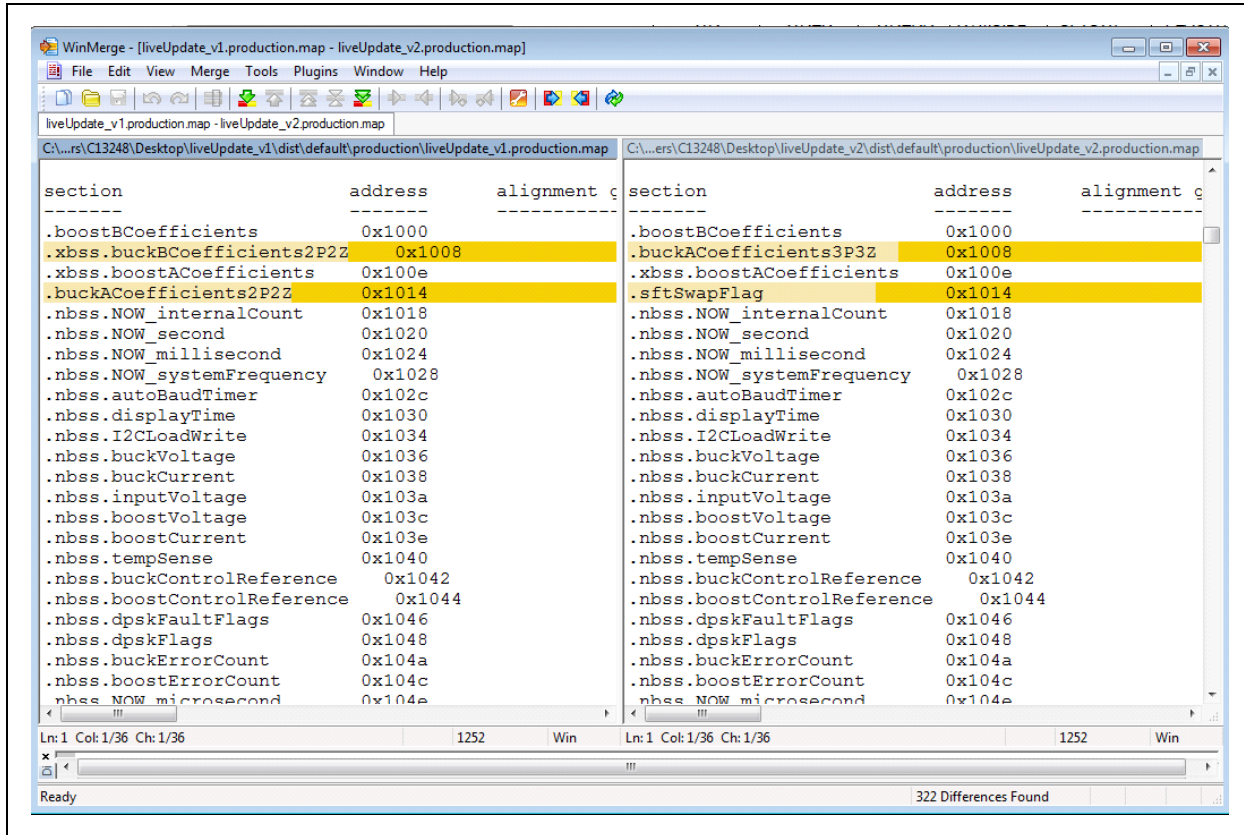 WinMerge - [liveUpdate_v1.production.map - liveUpdate_v2.production.map]
File Edit View Merge Tools Plugins Window Help
liveUpdate_v1.production.map - liveUpdate_v2.production.map
C:\...rs\C13248\Desktop\liveUpdate_v1\dist\default\production\liveUpdate_v1.production.map
section address alignment g
------- ------- -----------
.boostBCoefficients 0x1000
.xbss.buckBCoefficients2P2Z 0x1008
.xbss.boostACoefficients 0x100e
.buckACoefficients2P2Z 0x1014
.nbss.NOW_internalCount 0x1018
.nbss.NOW_second 0x1020
.nbss.NOW_millisecond 0x1024
.nbss.NOW_systemFrequency 0x1028
.nbss.autoBaudTimer 0x102c
.nbss.displayTime 0x1030
.nbss.I2CLoadWrite 0x1034
.nbss.buckVoltage 0x1036
.nbss.buckCurrent 0x1038
.nbss.inputVoltage 0x103a
.nbss.boostVoltage 0x103c
.nbss.boostCurrent 0x103e
.nbss.tempSense 0x1040
.nbss.buckControlReference 0x1042
.nbss.boostControlReference 0x1044
.nbss.dpskFaultFlags 0x1046
.nbss.dpskFlags 0x1048
.nbss.buckErrorCount 0x104a
.nbss.boostErrorCount 0x104c
.nbss.NOW_microsecond 0x104e
Ln: 1 Col: 1/36 Ch: 1/36 1252 Win
C:\...ers\C13248\Desktop\liveUpdate_v2\dist\default\production\liveUpdate_v2.production.map
section address alignment g
------- ------- -----------
.boostBCoefficients 0x1000
.buckACoefficients3P3Z 0x1008
.xbss.boostACoefficients 0x100e
.sftSwapFlag 0x1014
.nbss.NOW_internalCount 0x1018
.nbss.NOW_second 0x1020
.nbss.NOW_millisecond 0x1024
.nbss.NOW_systemFrequency 0x1028
.nbss.autoBaudTimer 0x102c
.nbss.displayTime 0x1030
.nbss.I2CLoadWrite 0x1034
.nbss.buckVoltage 0x1036
.nbss.buckCurrent 0x1038
.nbss.inputVoltage 0x103a
.nbss.boostVoltage 0x103c
.nbss.boostCurrent 0x103e
.nbss.tempSense 0x1040
.nbss.buckControlReference 0x1042
.nbss.boostControlReference 0x1044
.nbss.dpskFaultFlags 0x1046
.nbss.dpskFlags 0x1048
.nbss.buckErrorCount 0x104a
.nbss.boostErrorCount 0x104c
.nbss.NOW_microsecond 0x104e
Ln: 1 Col: 1/36 Ch: 1/36 1252 Win
Ready 322 Differences Found